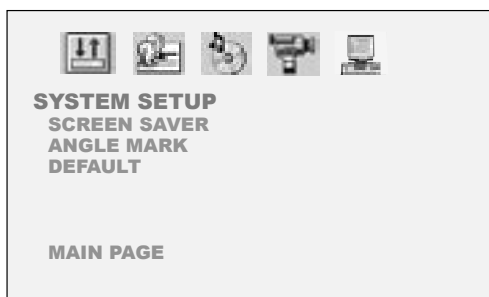 SYSTEM SETUP
SCREEN SAVER
ANGLE MARK
DEFAULT
MAIN PAGE